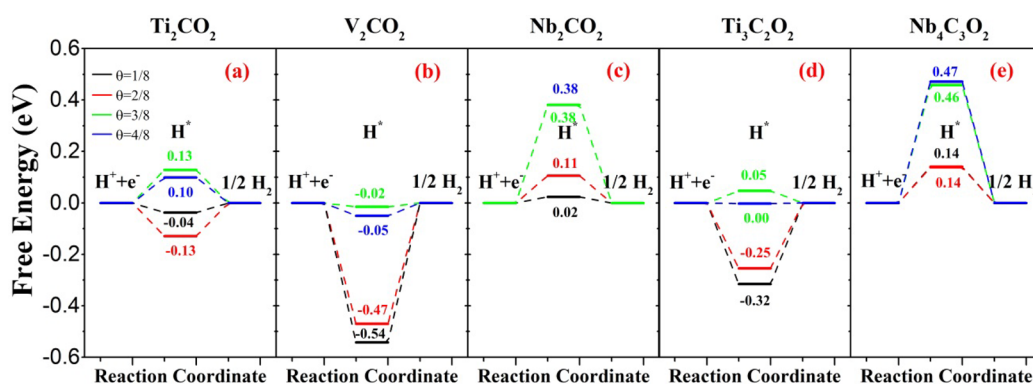 Ti₂CO₂ V₂CO₂ Nb₂CO₂ Ti₃C₂O₂ Nb₄C₃O₂
Free Energy (eV)
0.6
0.4
0.2
0.0
-0.2
-0.4
-0.6
(a)
θ=1/8
θ=2/8
θ=3/8
θ=4/8
H*
0.13
H⁺+e⁻
0.10
1/2 H₂
-0.04
-0.13
Reaction Coordinate
(b)
H*
H⁺+e⁻
-0.02
1/2 H₂
-0.05
-0.47
-0.54
Reaction Coordinate
(c)
0.38
0.38
H*
0.11
H⁺+e⁻
1/2 H₂
0.02
Reaction Coordinate
(d)
H*
0.05
H⁺+e⁻
1/2 H₂
0.00
-0.25
-0.32
Reaction Coordinate
(e)
0.47
0.46
H*
0.14
H⁺+e⁻
0.14
1/2 H
Reaction Coordinate